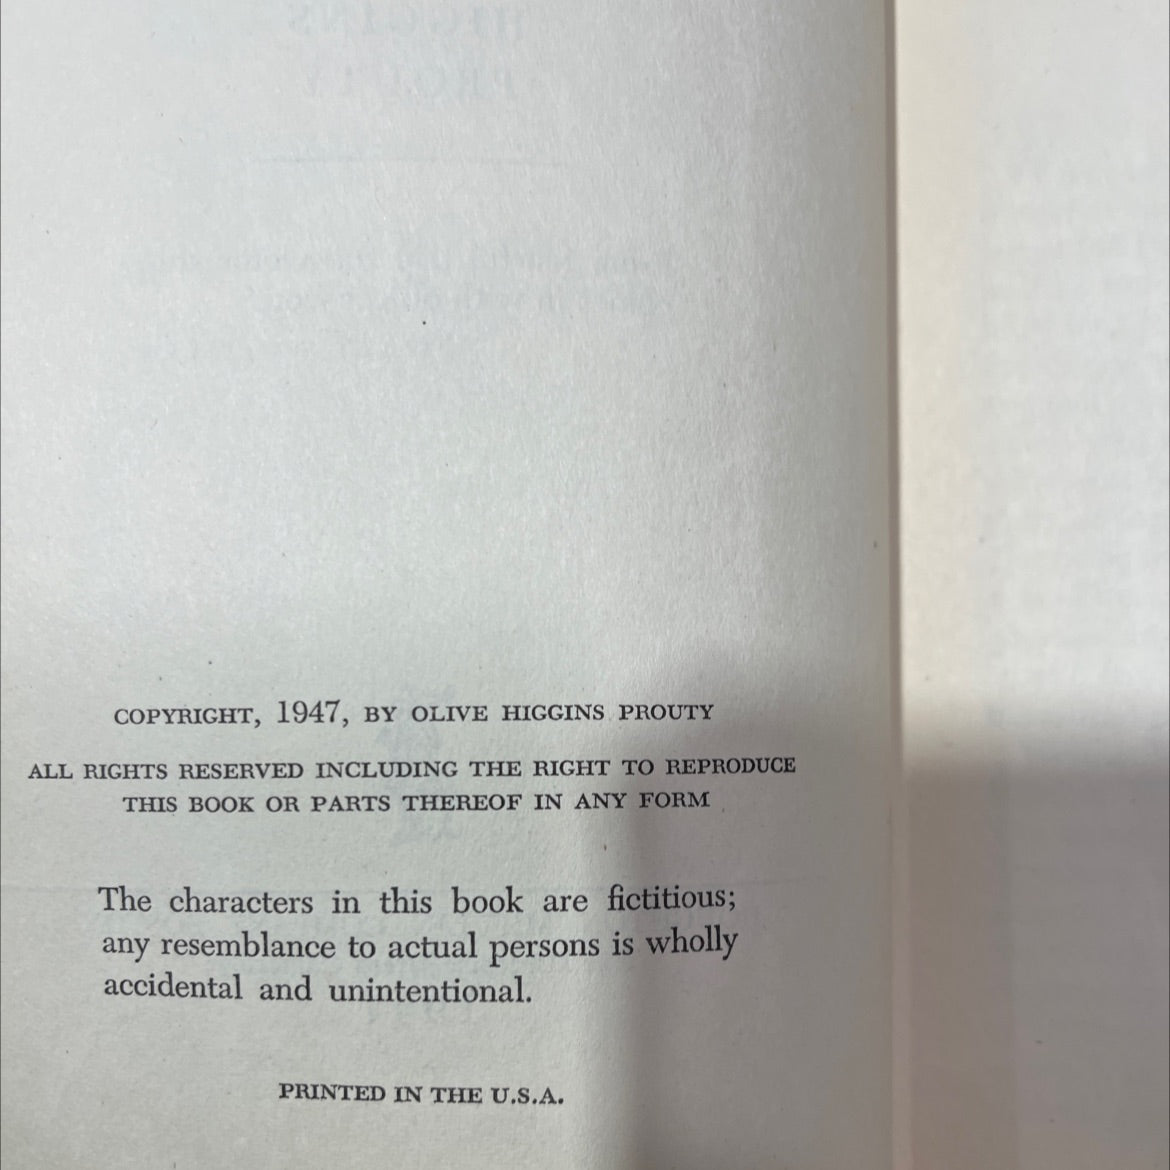 COPYRIGHT, 1947, BY OLIVE HIGGINS PROUTY
ALL RIGHTS RESERVED INCLUDING THE RIGHT TO REPRODUCE
THIS BOOK OR PARTS THEREOF IN ANY FORM
The characters in this book are fictitious;
any resemblance to actual persons is wholly
accidental and unintentional.
PRINTED IN THE U.S.A.